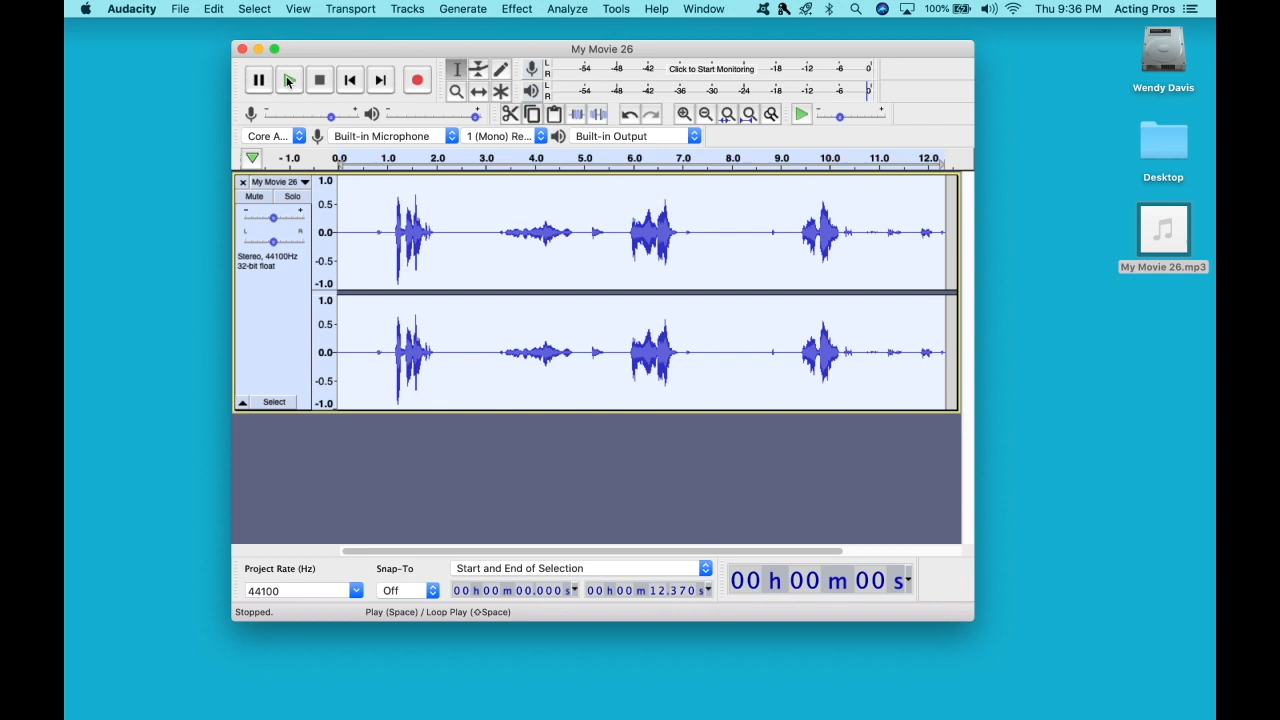 Audacity File Edit Select View Transport Tracks Generate Effect Analyze Tools Help Window 100% Thu 9:36 PM Acting Pros
My Movie 26
L R -54 -48 -42 Click to Start Monitoring -18 -12 -6 0
L R -54 -48 -42 -36 -30 -24 -18 -12 -6 0
- + - + - +
Core A... Built-in Microphone 1 (Mono) Re... Built-in Output
- 1.0 0.0 1.0 2.0 3.0 4.0 5.0 6.0 7.0 8.0 9.0 10.0 11.0 12.0
x My Movie 26
Mute Solo
- +
L R
Stereo, 44100Hz
32-bit float
Select
1.0
0.5
0.0
-0.5
-1.0
1.0
0.5
0.0
-0.5
-1.0
Project Rate (Hz) Snap-To Start and End of Selection
44100 Off 00 h 00 m 00.000 s 00 h 00 m 12.370 s
00 h 00 m 00 s
Stopped. Play (Space) / Loop Play (⇧Space)
Wendy Davis
Desktop
My Movie 26.mp3